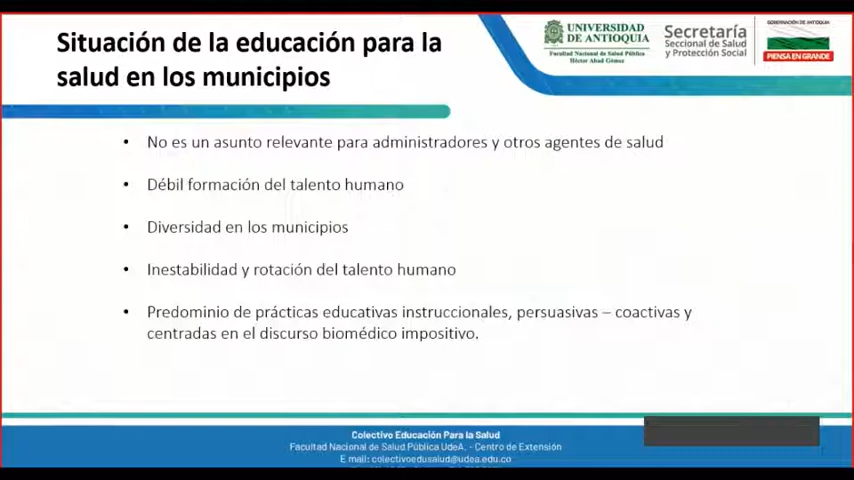 Situación de la educación para la
salud en los municipios
UNIVERSIDAD
DE ANTIOQUIA
Facultad Nacional de Salud Pública
Héctor Abad Gómez
Secretaría
Seccional de Salud
y Protección Social
GOBERNACIÓN DE ANTIOQUIA
PIENSA EN GRANDE
• No es un asunto relevante para administradores y otros agentes de salud
• Débil formación del talento humano
• Diversidad en los municipios
• Inestabilidad y rotación del talento humano
• Predominio de prácticas educativas instruccionales, persuasivas – coactivas y
centradas en el discurso biomédico impositivo.
Colectivo Educación Para la Salud
Facultad Nacional de Salud Pública UdeA. - Centro de Extensión
E mail: colectivoedusalud@udea.edu.co